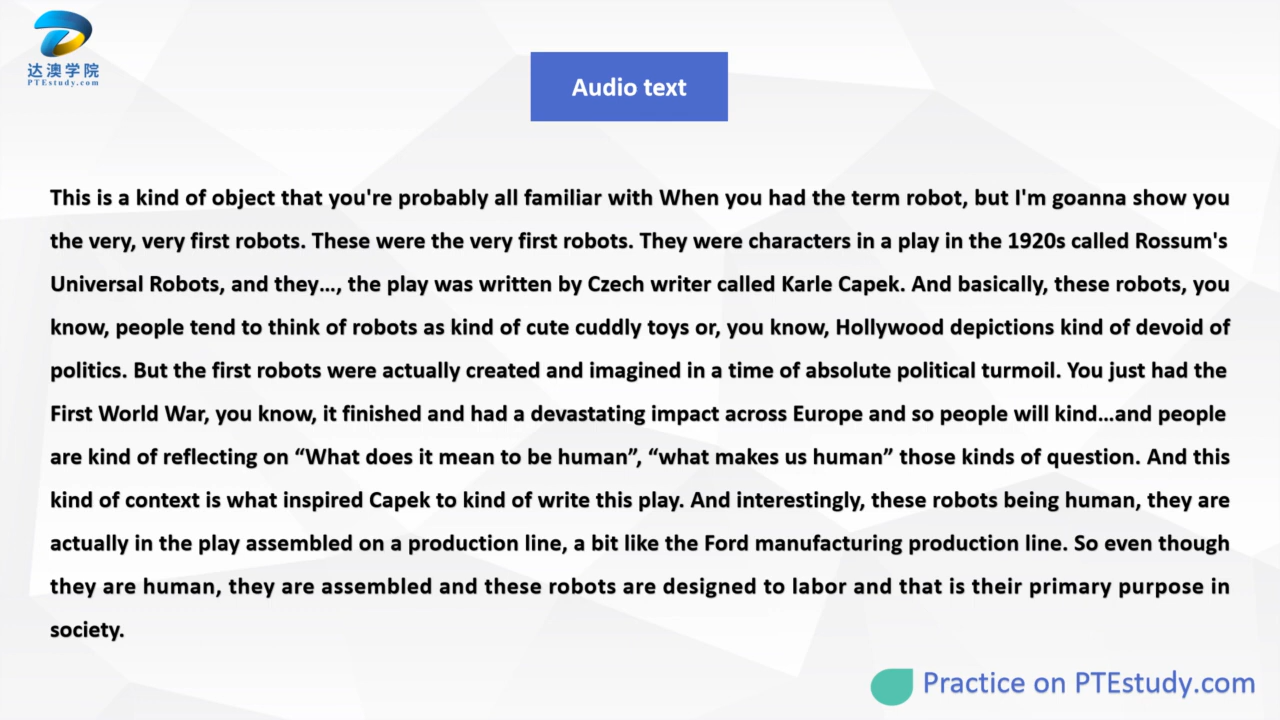 达澳学院
PTEstudy.com
Audio text
This is a kind of object that you're probably all familiar with When you had the term robot, but I'm goanna show you
the very, very first robots. These were the very first robots. They were characters in a play in the 1920s called Rossum's
Universal Robots, and they…, the play was written by Czech writer called Karle Capek. And basically, these robots, you
know, people tend to think of robots as kind of cute cuddly toys or, you know, Hollywood depictions kind of devoid of
politics. But the first robots were actually created and imagined in a time of absolute political turmoil. You just had the
First World War, you know, it finished and had a devastating impact across Europe and so people will kind…and people
are kind of reflecting on “What does it mean to be human”, “what makes us human” those kinds of question. And this
kind of context is what inspired Capek to kind of write this play. And interestingly, these robots being human, they are
actually in the play assembled on a production line, a bit like the Ford manufacturing production line. So even though
they are human, they are assembled and these robots are designed to labor and that is their primary purpose in
society.
Practice on PTEstudy.com